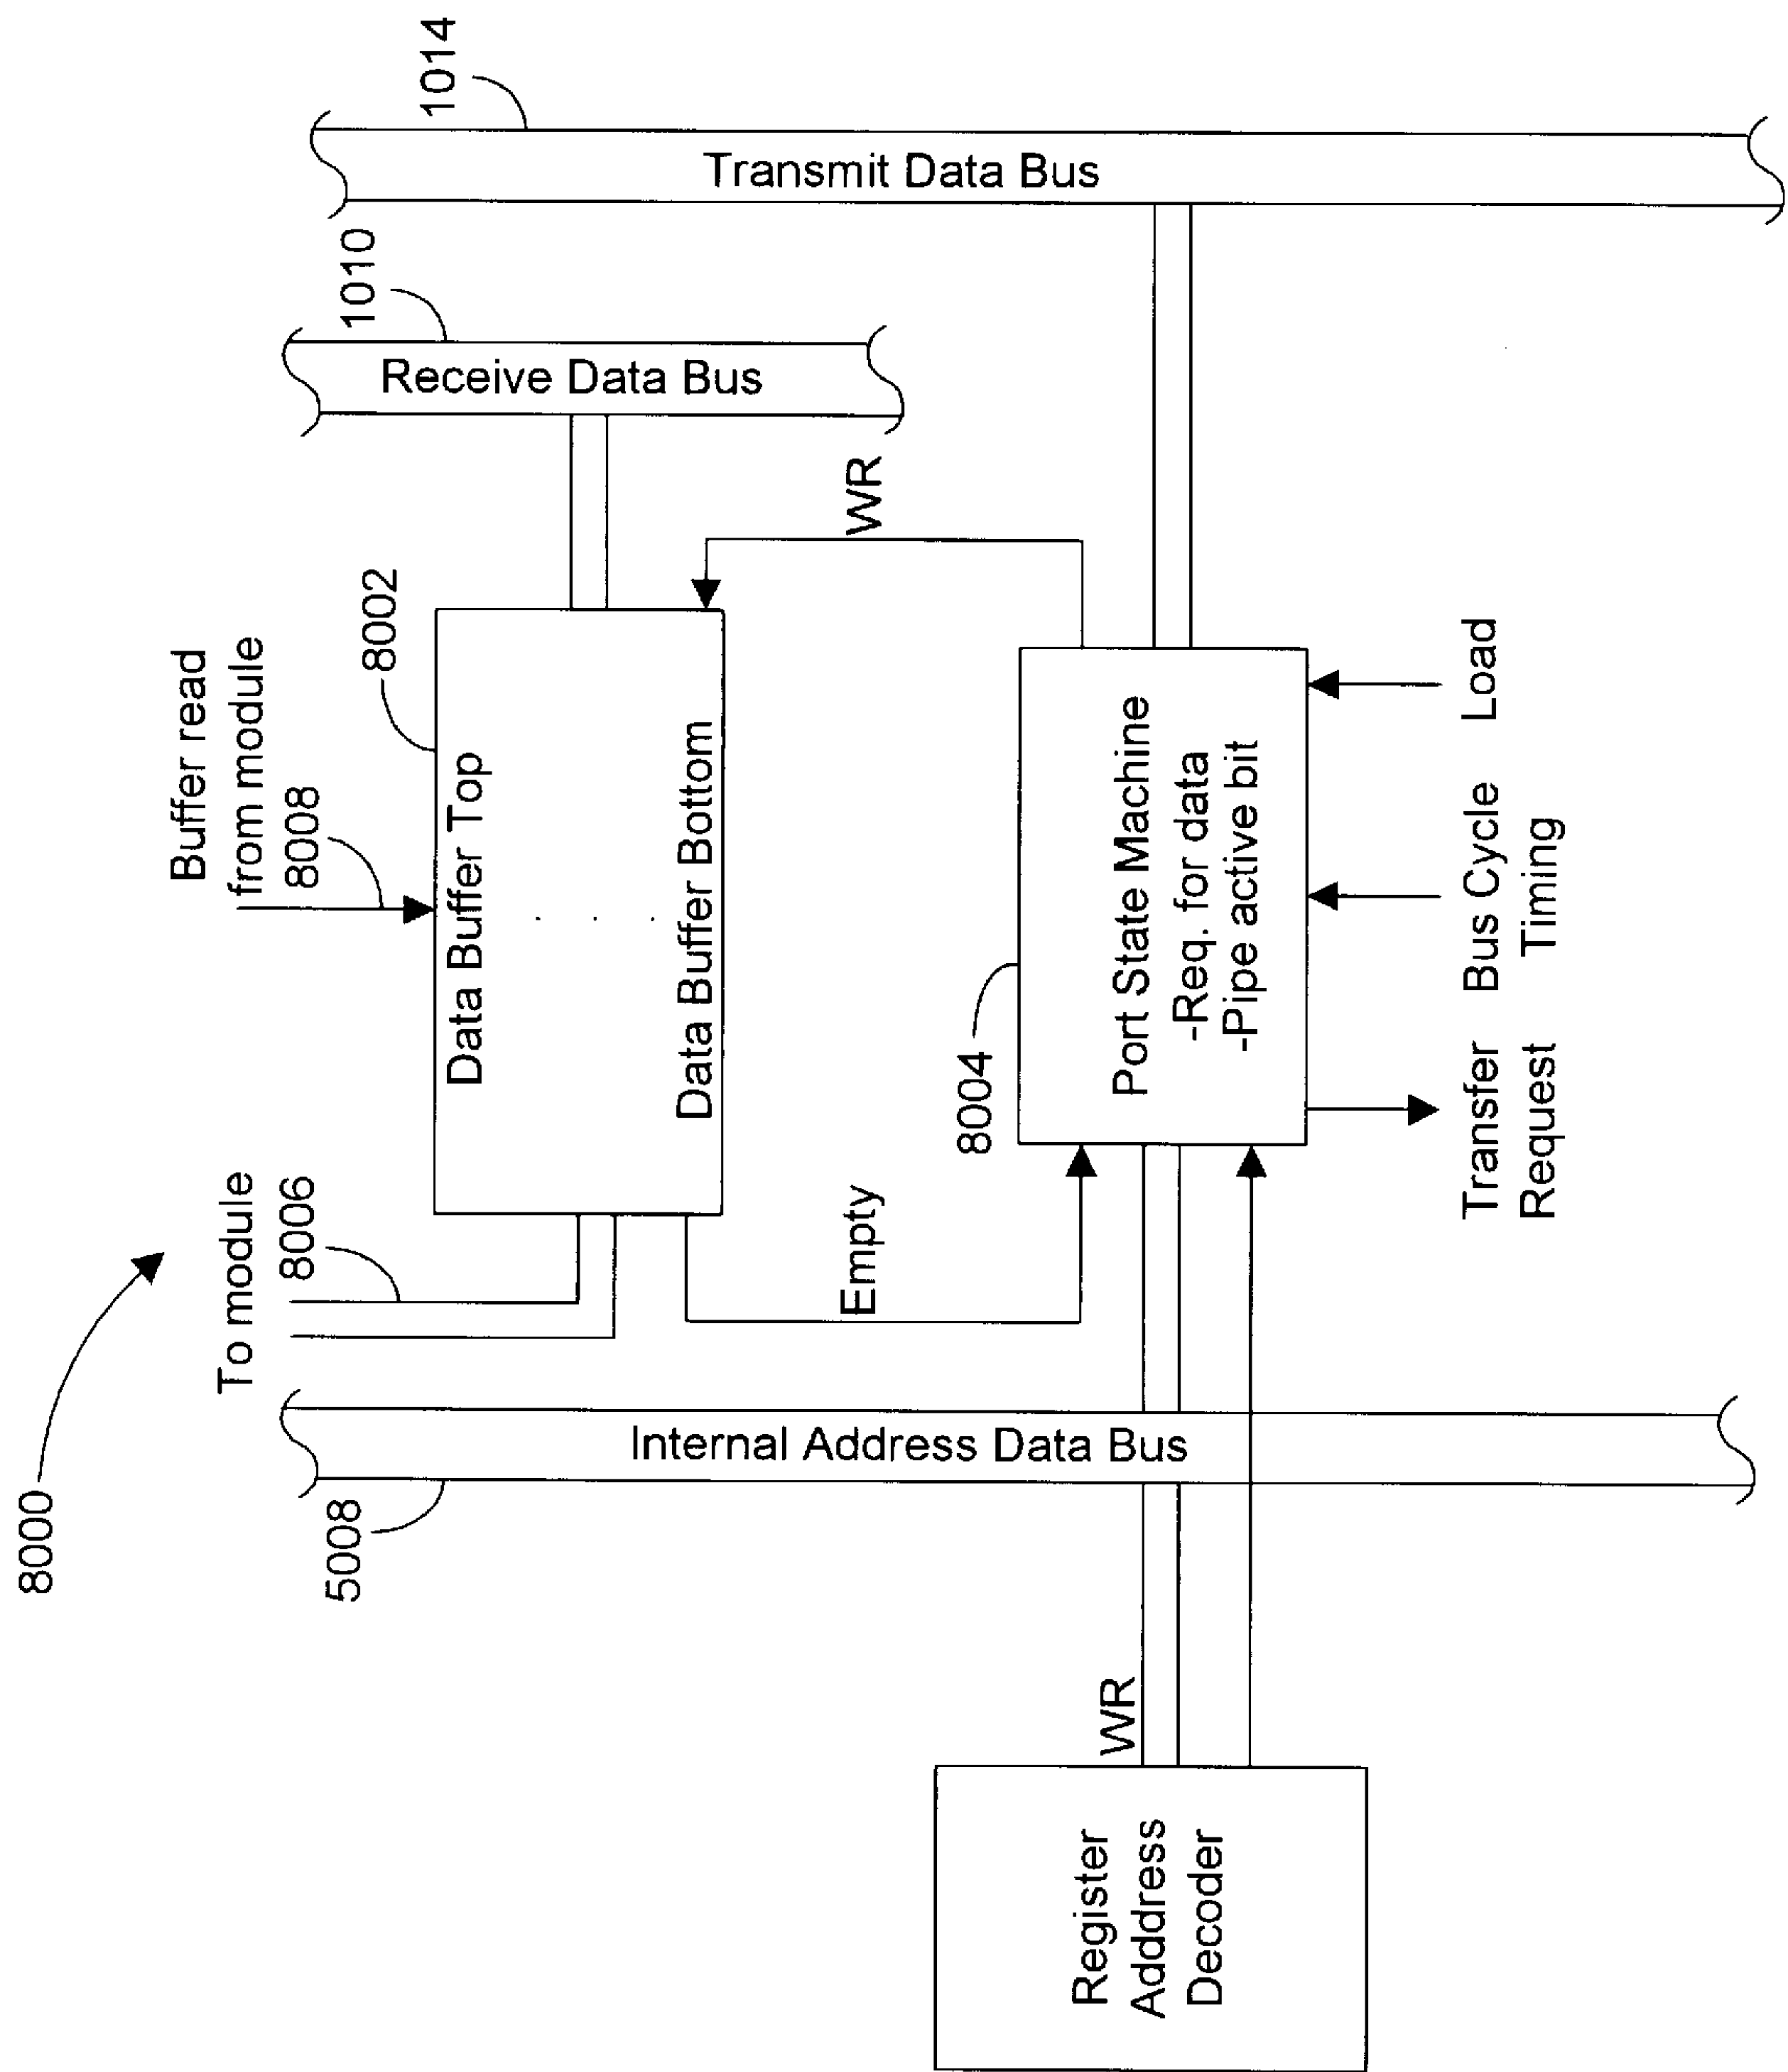 8000
To module
8006
Buffer read
from module
8008
5008
8002
1010
1014
Internal Address Data Bus
Data Buffer Top
Data Buffer Bottom
Receive Data Bus
Transmit Data Bus
Empty
WR
8004
WR
Register
Adddress
Decoder
Port State Machine
-Req. for data
-Pipe active bit
Transfer
Request
Bus Cycle
Timing
Load